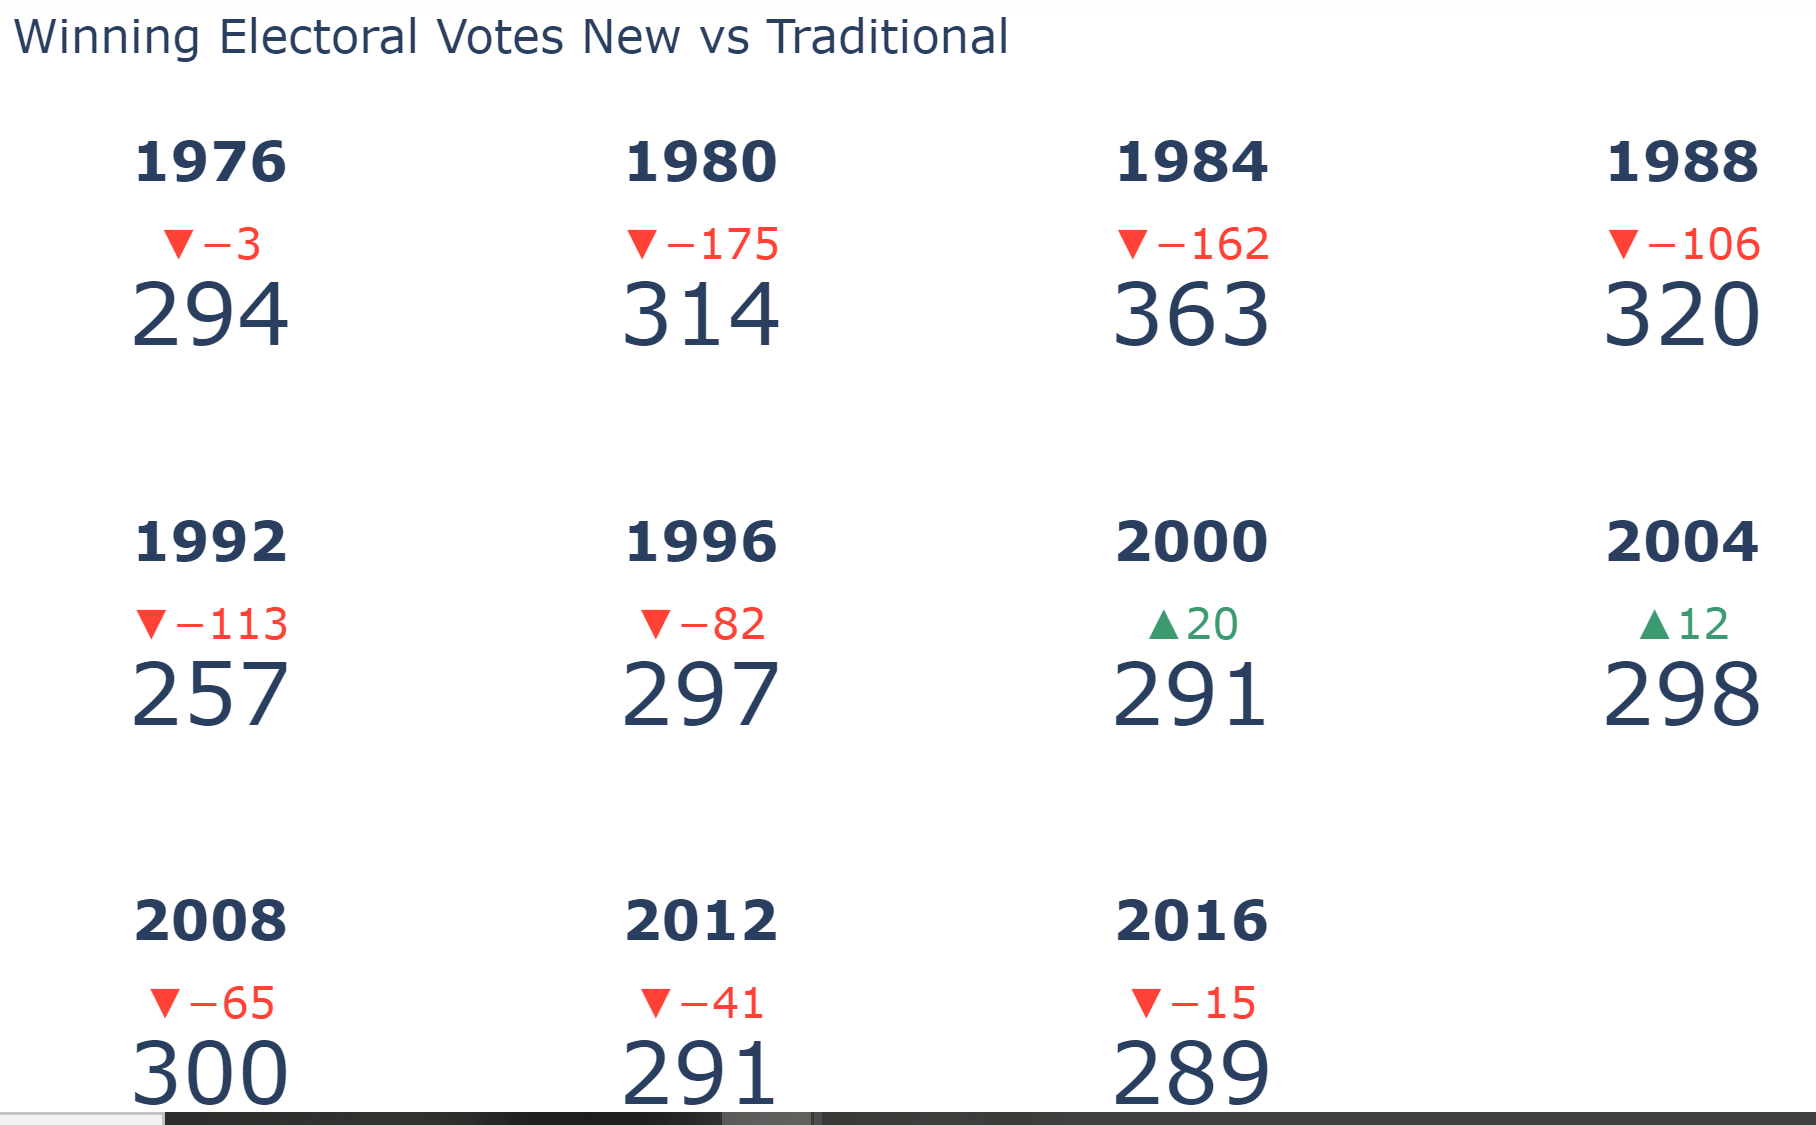 Winning Electoral Votes New vs Traditional
1976 1980 1984 1988
▼−3 ▼−175 ▼−162 ▼−106
294 314 363 320
1992 1996 2000 2004
▼−113 ▼−82 ▲20 ▲12
257 297 291 298
2008 2012 2016
▼−65 ▼−41 ▼−15
300 291 289